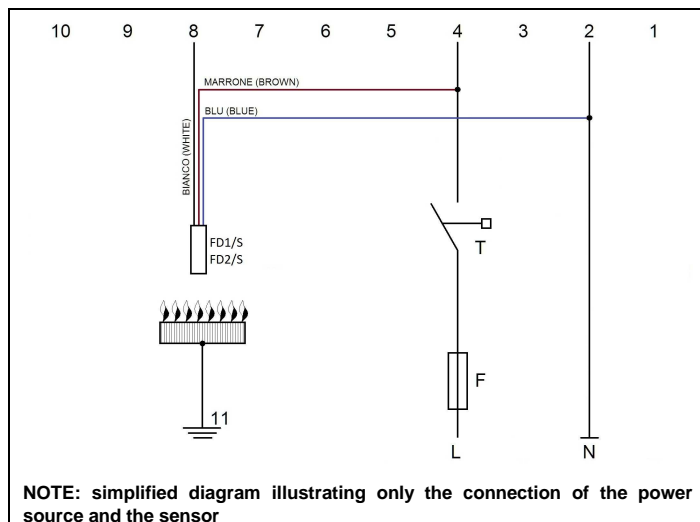 10 9 8 7 6 5 4 3 2 1
MARRONE (BROWN)
BLU (BLUE)
BIANCO (WHITE)
FD1/S
FD2/S
T
F
11
L N
NOTE: simplified diagram illustrating only the connection of the power
source and the sensor